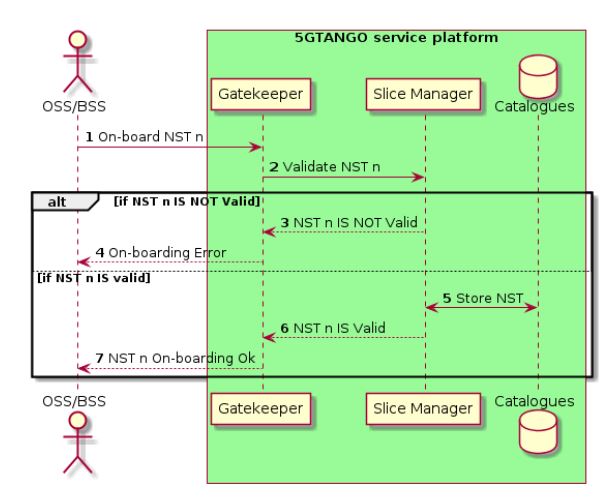 5GTANGO service platform
OSS/BSS
Gatekeeper
Slice Manager
Catalogues
1 On-board NST n
2 Validate NST n
alt [if NST n IS NOT Valid]
3 NST n IS NOT Valid
4 On-boarding Error
[if NST n IS valid]
5 Store NST
6 NST n IS Valid
7 NST n On-boarding Ok
OSS/BSS
Gatekeeper
Slice Manager
Catalogues